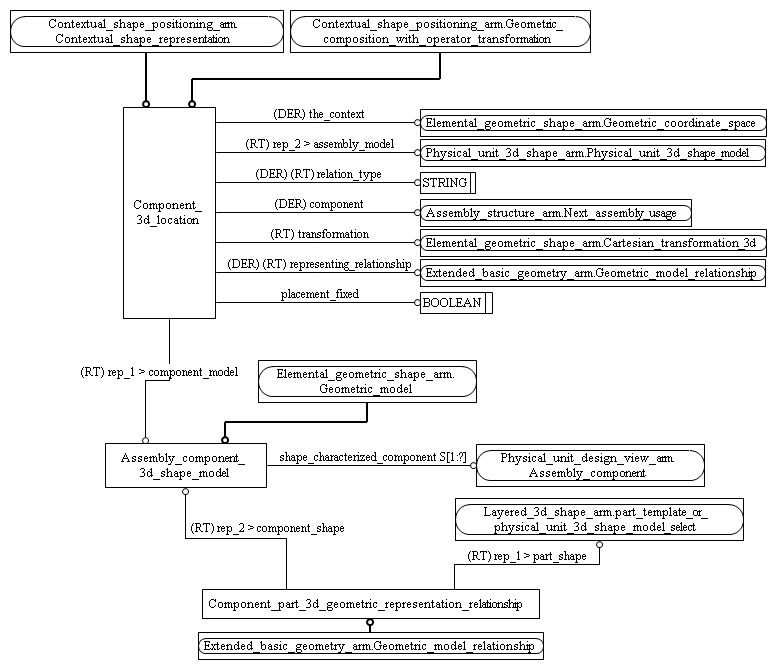 Contextual_shape_positioning_arm.
Contextual_shape_representation
Contextual_shape_positioning_arm.Geometric_
composition_with_operator_transformation
(DER) the_context
Elemental_geometric_shape_arm.Geometric_coordinate_space
(RT) rep_2 > assembly_model
Physical_unit_3d_shape_arm.Physical_unit_3d_shape_model
(DER) (RT) relation_type
STRING
Component_
3d_location
(DER) component
Assembly_structure_arm.Next_assembly_usage
(RT) transformation
Elemental_geometric_shape_arm.Cartesian_transformation_3d
(DER) (RT) representing_relationship
Extended_basic_geometry_arm.Geometric_model_relationship
placement_fixed
BOOLEAN
(RT) rep_1 > component_model
Elemental_geometric_shape_arm.
Geometric_model
Assembly_component_
3d_shape_model
shape_characterized_component S[1:?]
Physical_unit_design_view_arm.
Assembly_component
(RT) rep_2 > component_shape
Layered_3d_shape_arm.part_template_or_
physical_unit_3d_shape_model_select
(RT) rep_1 > part_shape
Component_part_3d_geometric_representation_relationship
Extended_basic_geometry_arm.Geometric_model_relationship